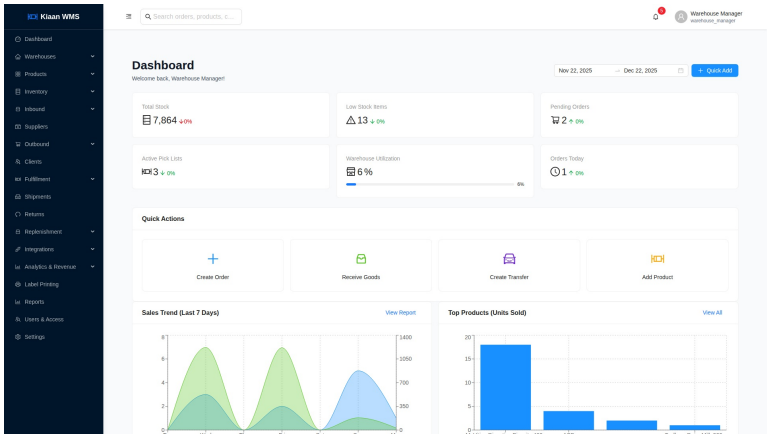 Kiaan WMS
Search orders, products, c...
5
Warehouse Manager
warehouse_manager
Dashboard
Warehouses
Products
Inventory
Inbound
Suppliers
Outbound
Clients
Fulfillment
Shipments
Returns
Replenishment
Integrations
Analytics & Revenue
Label Printing
Reports
Users & Access
Settings
Dashboard
Welcome back, Warehouse Manager!
Nov 22, 2025 → Dec 22, 2025
+ Quick Add
Total Stock
7,864 ↓0%
Low Stock Items
13 ↓ 0%
Pending Orders
2 ↑ 0%
Active Pick Lists
3 ↓ 0%
Warehouse Utilization
6 %
6%
Orders Today
1 ↑ 0%
Quick Actions
Create Order
Receive Goods
Create Transfer
Add Product
Sales Trend (Last 7 Days)
View Report
8
6
4
2
0
1400
1050
700
350
0
Top Products (Units Sold)
View All
20
15
10
5
0